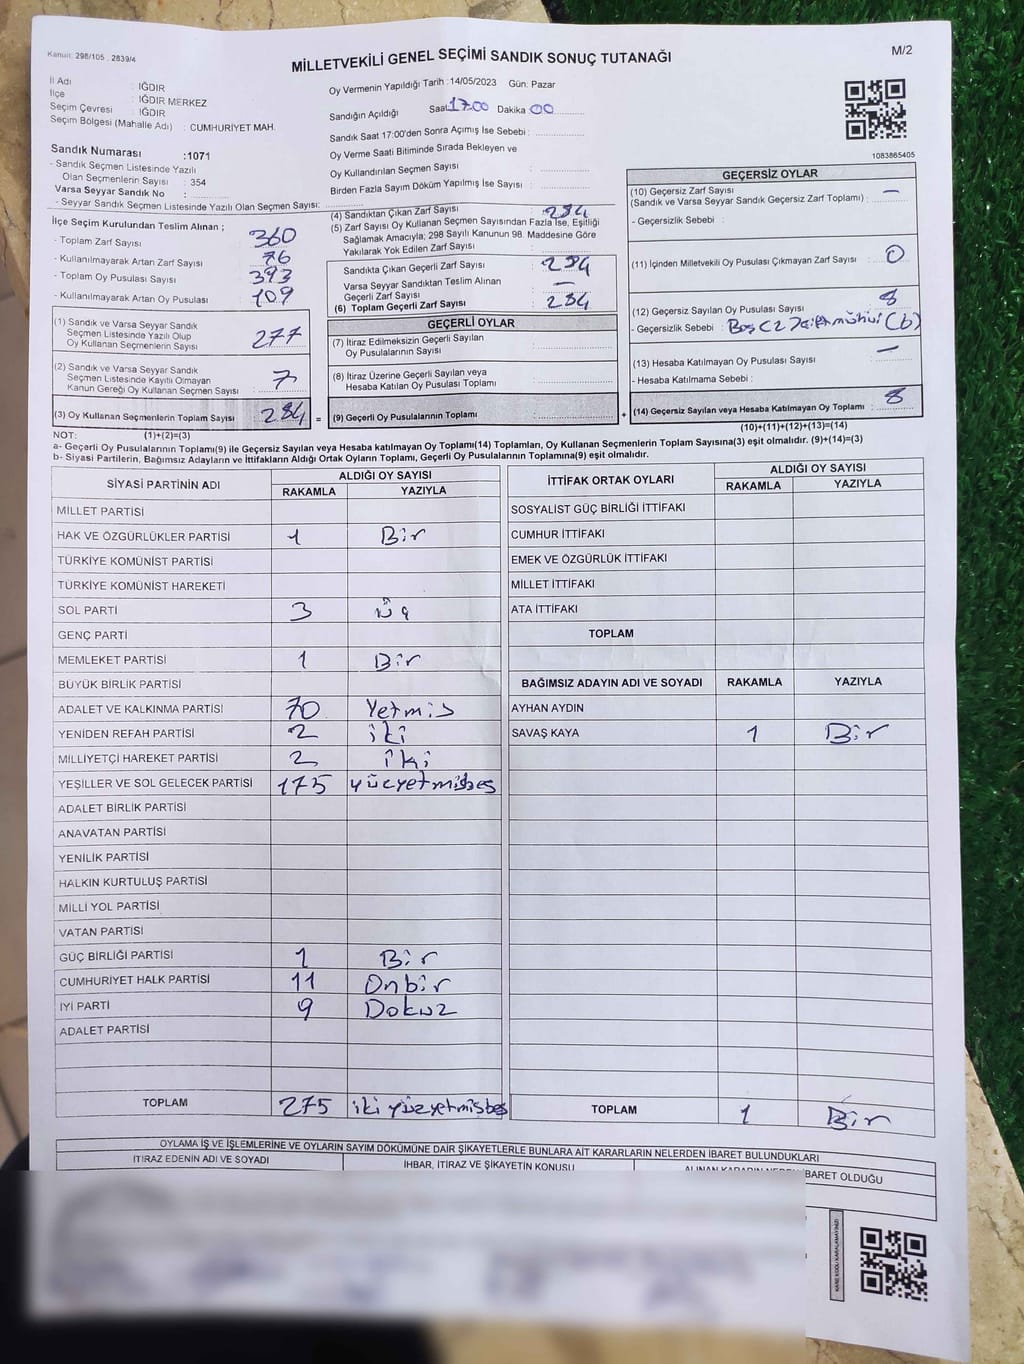 Kanun: 298/105 , 2839/4
MİLLETVEKİLİ GENEL SEÇİMİ SANDIK SONUÇ TUTANAĞI
M/2
İl Adı : IĞDIR
İlçe : IĞDIR MERKEZ
Seçim Çevresi : IĞDIR
Seçim Bölgesi (Mahalle Adı) : CUMHURİYET MAH.
Sandık Numarası :1071
- Sandık Seçmen Listesinde Yazılı
Olan Seçmenlerin Sayısı : 354
Varsa Seyyar Sandık No :
- Seyyar Sandık Seçmen Listesinde Yazılı Olan Seçmen Sayısı:
Oy Vermenin Yapıldığı Tarih :14/05/2023 Gün: Pazar
Sandığın Açıldığı Saat 17:00 Dakika :00
Sandık Saat 17:00'den Sonra Açımış İse Sebebi :
Oy Verme Saati Bitiminde Sırada Bekleyen ve
Oy Kullandırılan Seçmen Sayısı :
Birden Fazla Sayım Döküm Yapılmış İse Sayısı :
1083865405
İlçe Seçim Kurulundan Teslim Alınan ;
- Toplam Zarf Sayısı : 360
- Kullanılmayarak Artan Zarf Sayısı : 76
- Toplam Oy Pusulası Sayısı : 393
- Kullanılmayarak Artan Oy Pusulası : 109
(1) Sandık ve Varsa Seyyar Sandık
Seçmen Listesinde Yazılı Olup
Oy Kullanan Seçmenlerin Sayısı : 277
(2) Sandık ve Varsa Seyyar Sandık
Seçmen Listesinde Kayıtlı Olmayan
Kanun Gereği Oy Kullanan Seçmen Sayısı : 7
(3) Oy Kullanan Seçmenlerin Toplam Sayısı : 284 =
(4) Sandıktan Çıkan Zarf Sayısı : 284
(5) Zarf Sayısı Oy Kullanan Seçmen Sayısından Fazla İse, Eşitliği
Sağlamak Amacıyla; 298 Sayılı Kanunun 98. Maddesine Göre
Yakılarak Yok Edilen Zarf Sayısı :
Sandıkta Çıkan Geçerli Zarf Sayısı : 284
Varsa Seyyar Sandıktan Teslim Alınan
Geçerli Zarf Sayısı : —
(6) Toplam Geçerli Zarf Sayısı : 284
GEÇERLİ OYLAR
(7) İtiraz Edilmeksizin Geçerli Sayılan
Oy Pusulalarının Sayısı :
(8) İtiraz Üzerine Geçerli Sayılan veya
Hesaba Katılan Oy Pusulası Toplamı :
(9) Geçerli Oy Pusulalarının Toplamı : +
GEÇERSİZ OYLAR
(10) Geçersiz Zarf Sayısı : —
(Sandık ve Varsa Seyyar Sandık Geçersiz Zarf Toplamı)
- Geçersizlik Sebebi :
(11) İçinden Milletvekili Oy Pusulası Çıkmayan Zarf Sayısı : 0
(12) Geçersiz Sayılan Oy Pusulası Sayısı : 8
- Geçersizlik Sebebi : Boş (2 (6)
(13) Hesaba Katılmayan Oy Pusulası Sayısı : —
- Hesaba Katılmama Sebebi :
(14) Geçersiz Sayılan veya Hesaba Katılmayan Oy Toplamı : 8
NOT: (1)+(2)=(3)
(10)+(11)+(12)+(13)=(14)
a- Geçerli Oy Pusulalarının Toplamı(9) ile Geçersiz Sayılan veya Hesaba katılmayan Oy Toplamı(14) Toplamları, Oy Kullanan Seçmenlerin Toplam Sayısına(3) eşit olmalıdır. (9)+(14)=(3)
b- Siyasi Partilerin, Bağımsız Adayların ve İttifakların Aldığı Ortak Oyların Toplamı, Geçerli Oy Pusulalarının Toplamına(9) eşit olmalıdır.
SİYASİ PARTİNİN ADI ALDIĞI OY SAYISI
RAKAMLA YAZIYLA
MİLLET PARTİSİ
HAK VE ÖZGÜRLÜKLER PARTİSİ 1 Bir
TÜRKİYE KOMÜNİST PARTİSİ
TÜRKİYE KOMÜNİST HAREKETİ
SOL PARTİ 3 Üç
GENÇ PARTİ
MEMLEKET PARTİSİ 1 Bir
BÜYÜK BİRLİK PARTİSİ
ADALET VE KALKINMA PARTİSİ 70 Yetmiş
YENİDEN REFAH PARTİSİ 2 iki
MİLLİYETÇİ HAREKET PARTİSİ 2 iki
YEŞİLLER VE SOL GELECEK PARTİSİ 175 yüzyetmişbeş
ADALET BİRLİK PARTİSİ
ANAVATAN PARTİSİ
YENİLİK PARTİSİ
HALKIN KURTULUŞ PARTİSİ
MİLLİ YOL PARTİSİ
VATAN PARTİSİ
GÜÇ BİRLİĞİ PARTİSİ 1 Bir
CUMHURİYET HALK PARTİSİ 11 Onbir
İYİ PARTİ 9 Dokuz
ADALET PARTİSİ
TOPLAM 275 iki yüzyetmişbeş
İTTİFAK ORTAK OYLARI ALDIĞI OY SAYISI
RAKAMLA YAZIYLA
SOSYALİST GÜÇ BİRLİĞİ İTTİFAKI
CUMHUR İTTİFAKI
EMEK VE ÖZGÜRLÜK İTTİFAKI
MİLLET İTTİFAKI
ATA İTTİFAKI
TOPLAM
BAĞIMSIZ ADAYIN ADI VE SOYADI RAKAMLA YAZIYLA
AYHAN AYDIN
SAVAŞ KAYA 1 Bir
TOPLAM 1 Bir
OYLAMA İŞ VE İŞLEMLERİNE VE OYLARIN SAYIM DÖKÜMÜNE DAİR ŞİKAYETLERLE BUNLARA AİT KARARLARIN NELERDEN İBARET BULUNDUKLARI
İTİRAZ EDENİN ADI VE SOYADI İHBAR, İTİRAZ VE ŞİKAYETİN KONUSU ALINAN KARARIN NEDEN İBARET OLDUĞU
KARE KODU KARALAMAYINIZ!